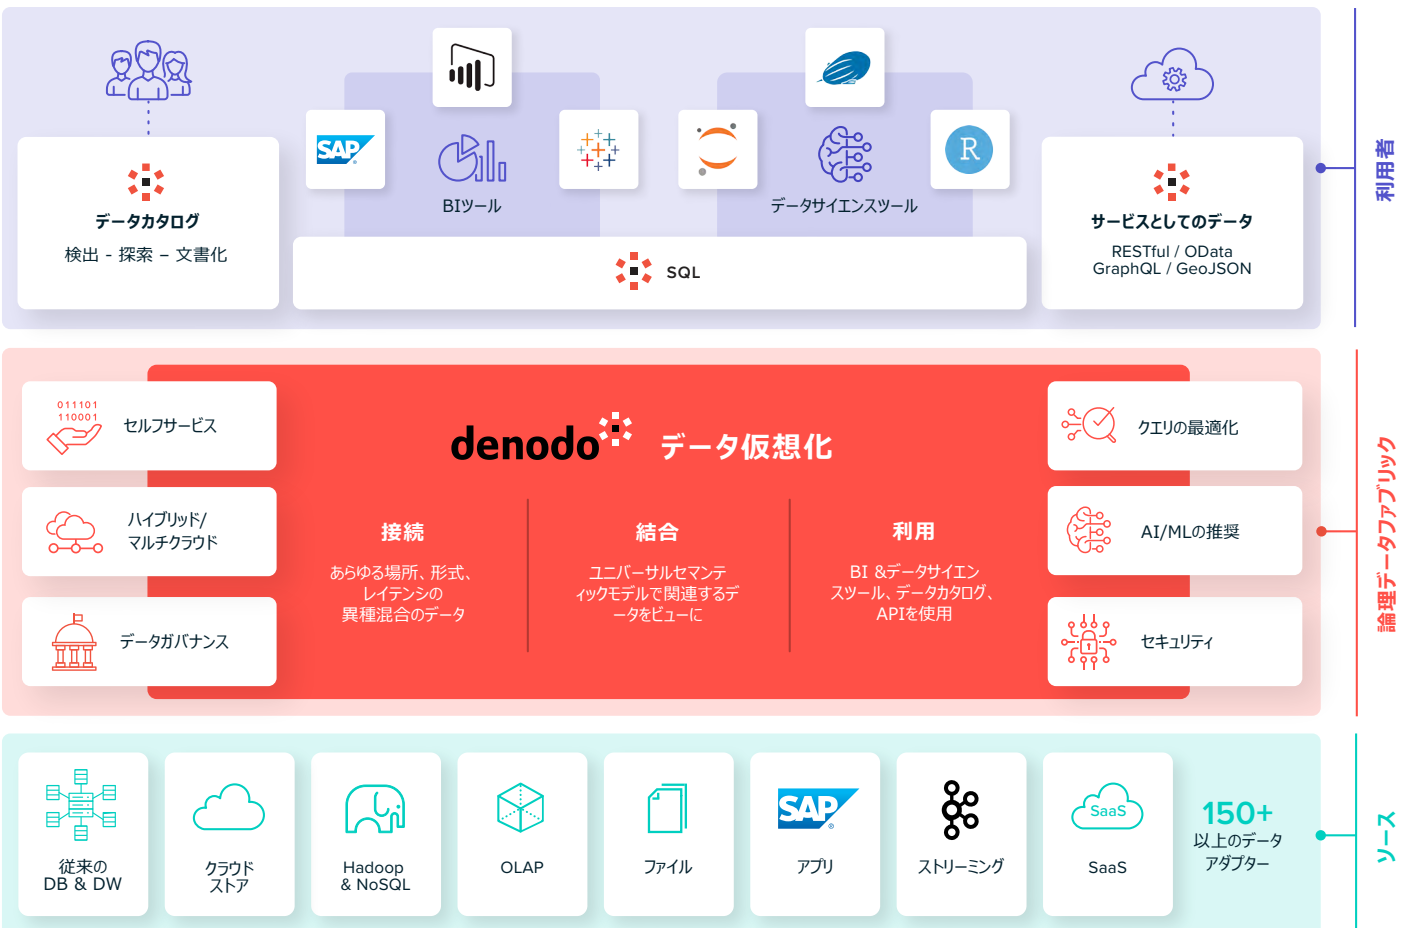 データカタログ
検出 - 探索 – 文書化
SAP
BIツール
データサイエンスツール
R
SQL
サービスとしてのデータ
RESTful / OData
GraphQL / GeoJSON
利用者
011101
110001
セルフサービス
ハイブリッド/
マルチクラウド
データガバナンス
denodo データ仮想化
接続
あらゆる場所、形式、
レイテンシの
異種混合のデータ
結合
ユニバーサルセマンテ
ィックモデルで関連するデ
ータをビューに
利用
BI &データサイエン
スツール、データカタログ、
APIを使用
クエリの最適化
AI/MLの推奨
セキュリティ
論理データファブリック
従来の
DB & DW
クラウド
ストア
Hadoop
& NoSQL
OLAP
ファイル
SAP
アプリ
ストリーミング
SaaS
SaaS
150+
以上のデータ
アダプター
ソース